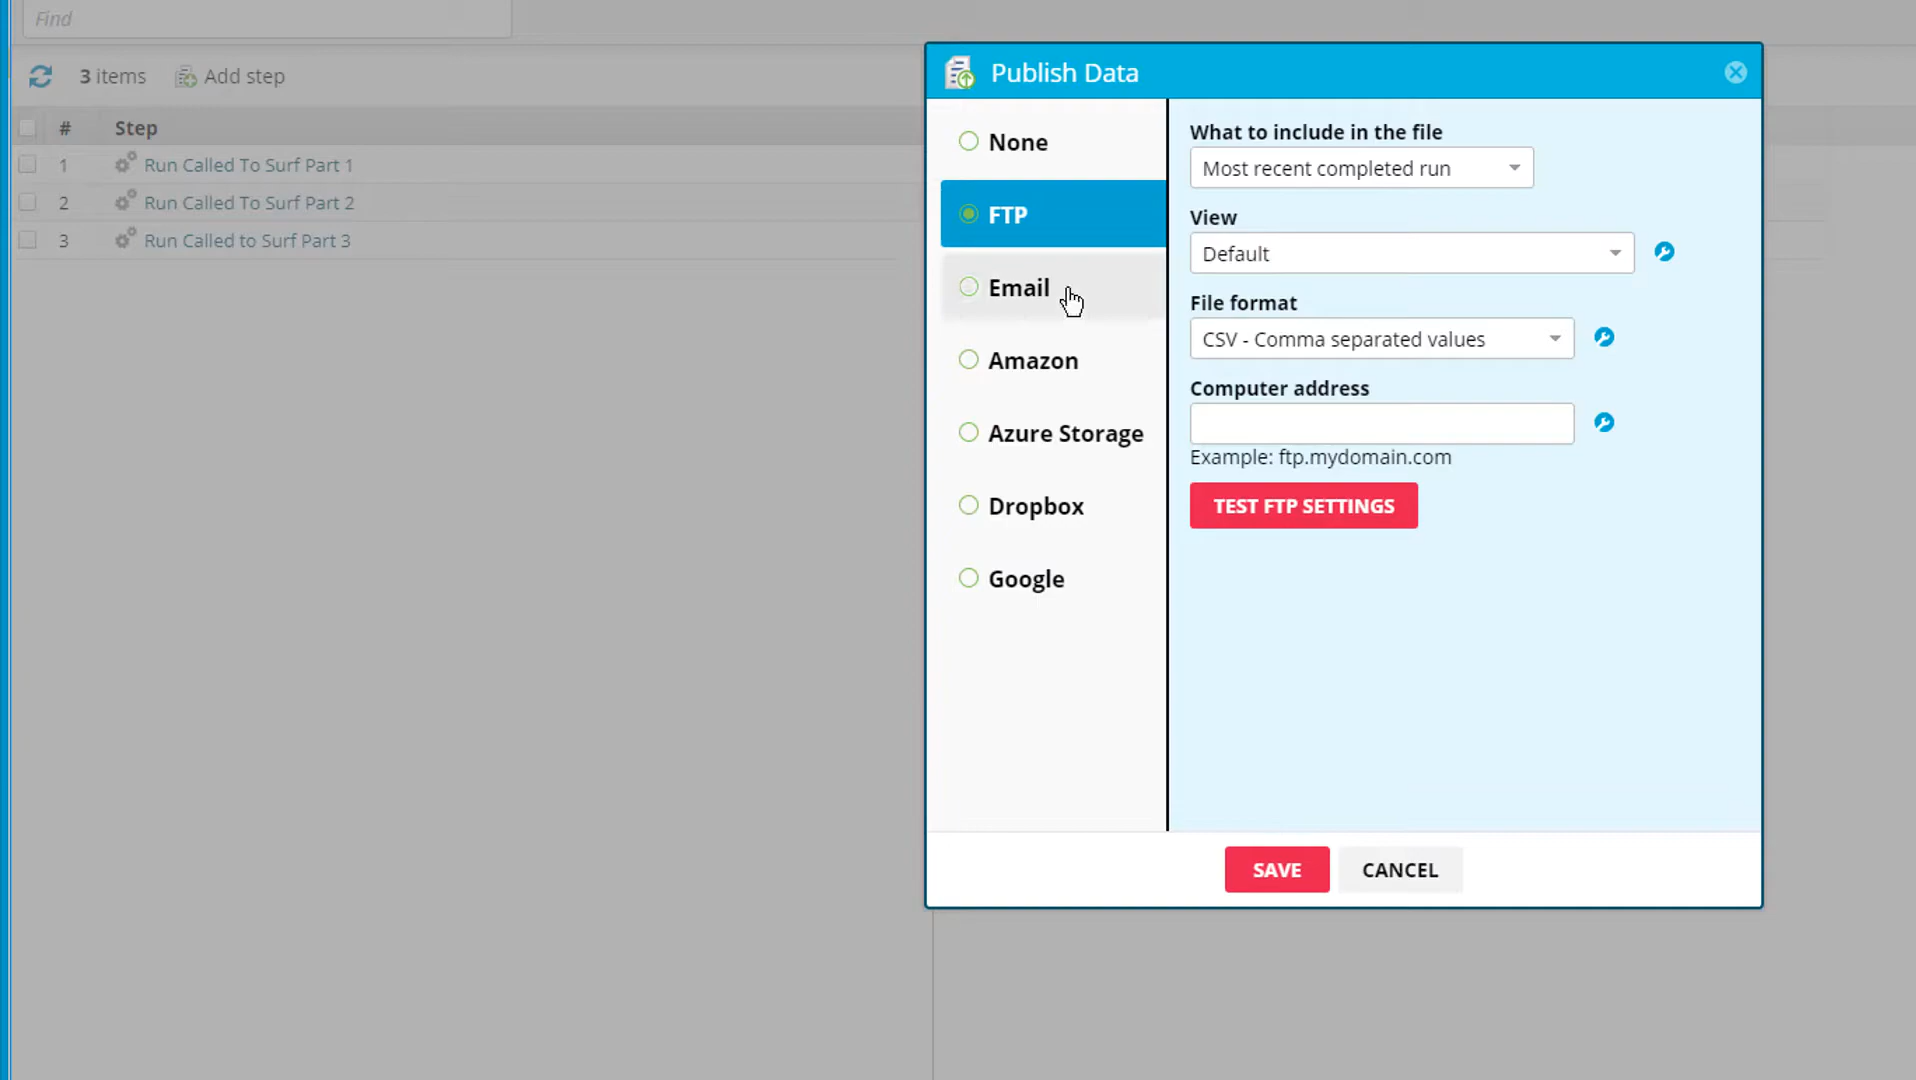 Find
3 items
Add step
# Step
1 Run Called To Surf Part 1
2 Run Called To Surf Part 2
3 Run Called to Surf Part 3
Publish Data
None
FTP
Email
Amazon
Azure Storage
Dropbox
Google
What to include in the file
Most recent completed run
View
Default
File format
CSV - Comma separated values
Computer address
Example: ftp.mydomain.com
TEST FTP SETTINGS
SAVE
CANCEL